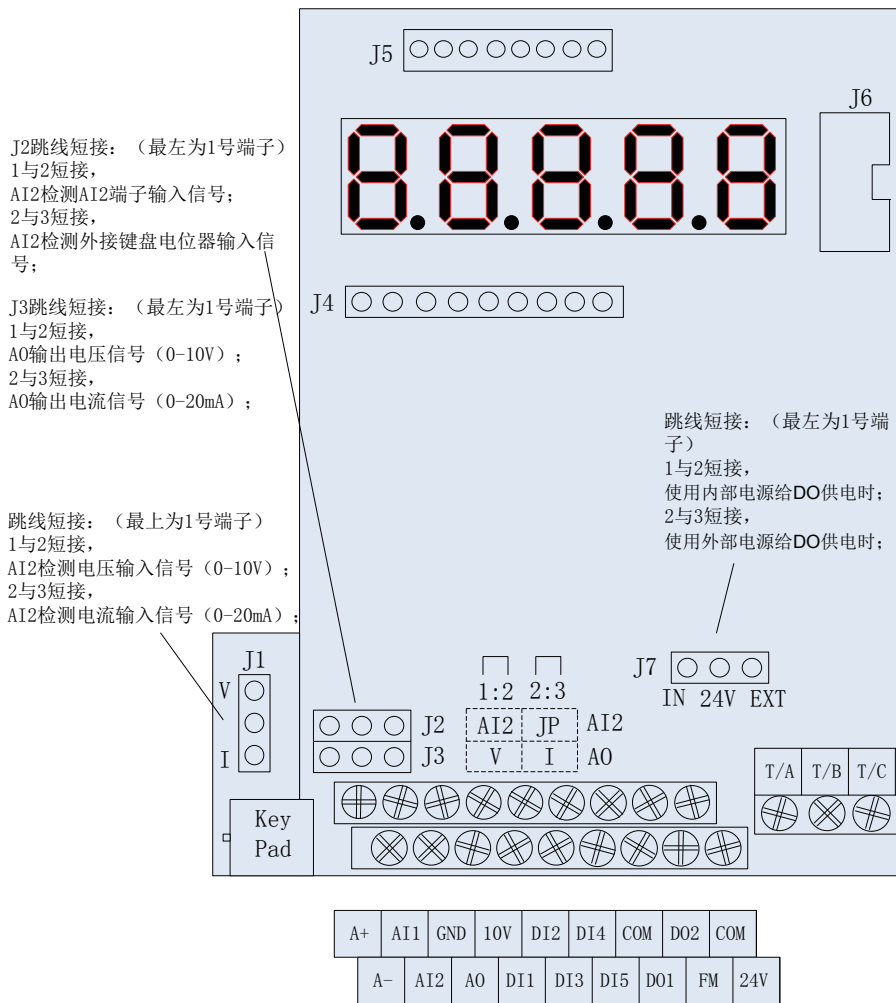 J5
J6
J2跳线短接：（最左为1号端子）
1与2短接，
AI2检测AI2端子输入信号；
2与3短接，
AI2检测外接键盘电位器输入信
号；
J4
J3跳线短接：（最左为1号端子）
1与2短接，
AO输出电压信号（0-10V）；
2与3短接，
AO输出电流信号（0-20mA）；
跳线短接：（最左为1号端
子）
1与2短接，
使用内部电源给DO供电时；
2与3短接，
使用外部电源给DO供电时；
跳线短接：（最上为1号端子）
1与2短接，
AI2检测电压输入信号（0-10V）；
2与3短接，
AI2检测电流输入信号（0-20mA）；
J1
V
I
J7
IN 24V EXT
1:2 2:3
J2 AI2 JP AI2
J3 V I AO
T/A T/B T/C
Key
Pad
A+ AI1 GND 10V DI2 DI4 COM DO2 COM
A- AI2 AO DI1 DI3 DI5 DO1 FM 24V